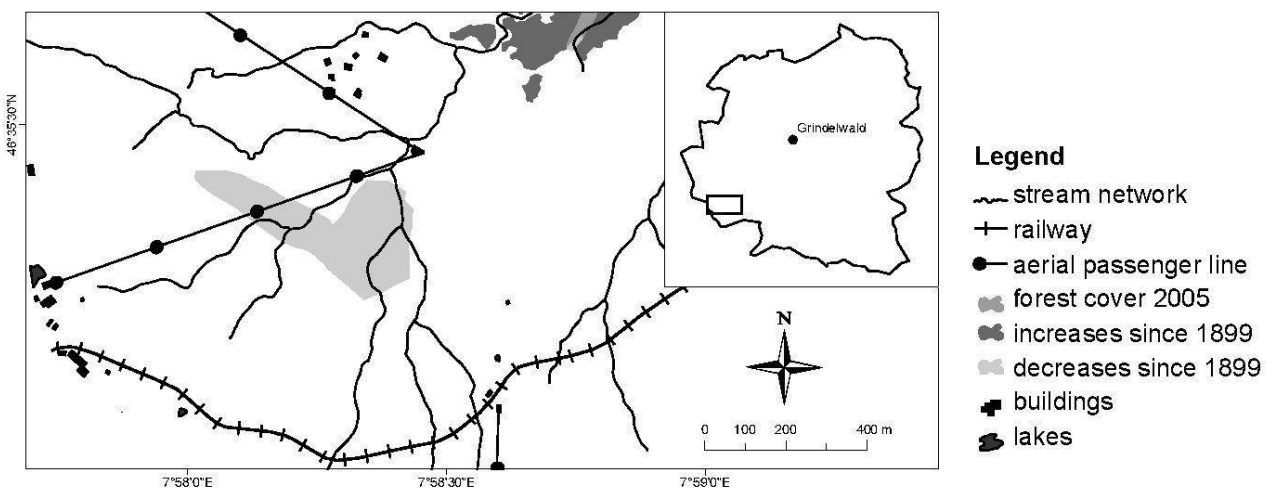 46°35'30"N
Grindelwald
N
0 100 200 400 m
7°58'0"E 7°58'30"E 7°59'0"E
Legend
stream network
railway
aerial passenger line
forest cover 2005
increases since 1899
decreases since 1899
buildings
lakes